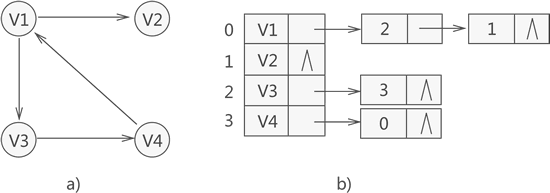 V1 V2
V3 V4
a)
0 V1 2 1 ∧
1 V2 ∧
2 V3 3 ∧
3 V4 0 ∧
b)